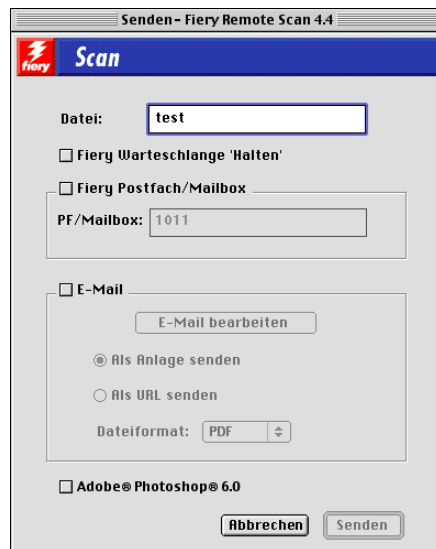 Senden - Fiery Remote Scan 4.4
fiery
Scan
Datei: test
Fiery Warteschlange 'Halten'
Fiery Postfach/Mailbox
PF/Mailbox: 1011
E-Mail
E-Mail bearbeiten
Als Anlage senden
Als URL senden
Dateiformat: PDF
Adobe® Photoshop® 6.0
Abbrechen Senden